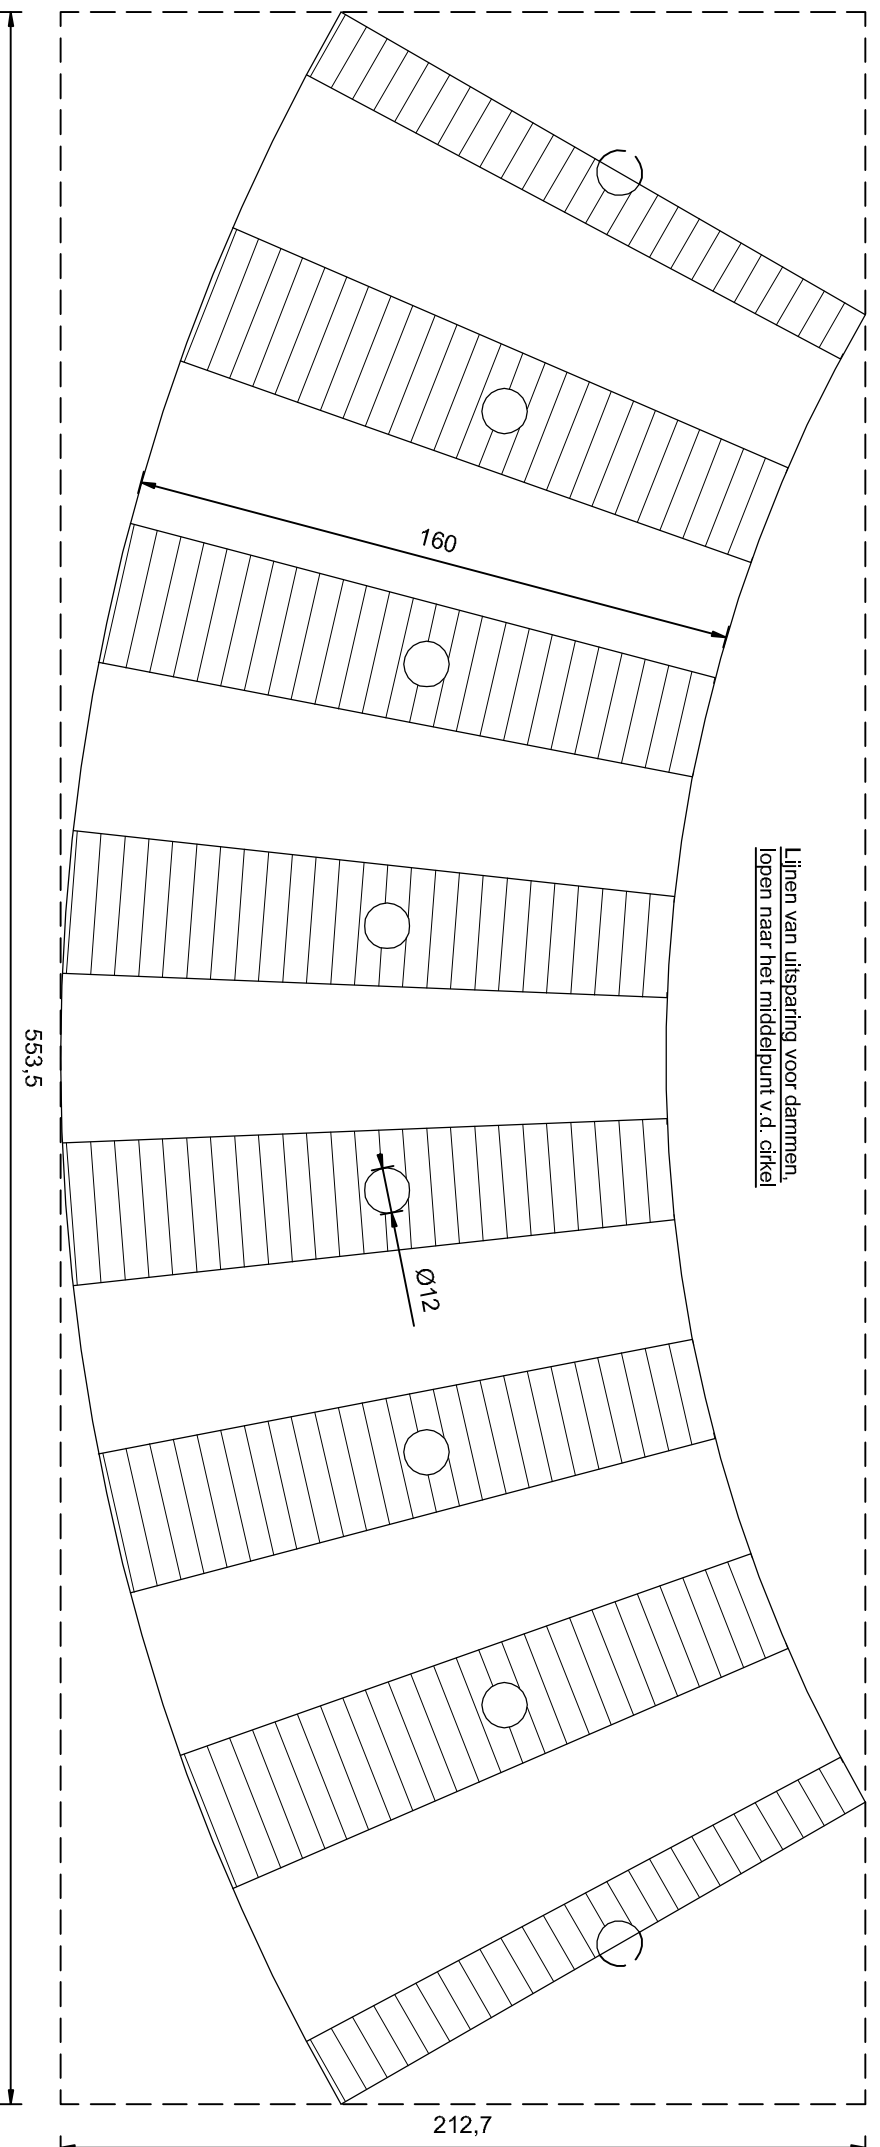 160
Lijnen van uitsparing voor dammen,
lopen naar het middelpunt v.d. cirkel
553,5
Ø12
212,7